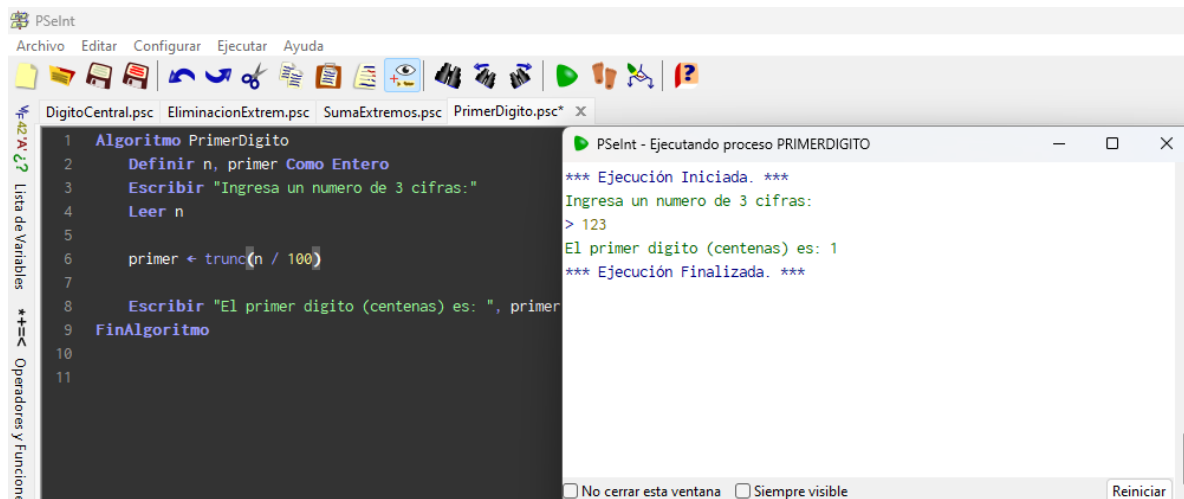 PSeInt
Archivo Editar Configurar Ejecutar Ayuda
DigitoCentral.psc EliminacionExtrem.psc SumaExtremos.psc PrimerDigito.psc* X
42 'A' ¿? Lista de Variables
*+=< Operadores y Funcione
1 Algoritmo PrimerDigito
2 Definir n, primer Como Entero
3 Escribir "Ingresa un numero de 3 cifras:"
4 Leer n
5
6 primer ← trunc(n / 100)
7
8 Escribir "El primer digito (centenas) es: ", primer
9 FinAlgoritmo
10
11
PSeInt - Ejecutando proceso PRIMERDIGITO
*** Ejecución Iniciada. ***
Ingresa un numero de 3 cifras:
> 123
El primer digito (centenas) es: 1
*** Ejecución Finalizada. ***
No cerrar esta ventana Siempre visible Reiniciar